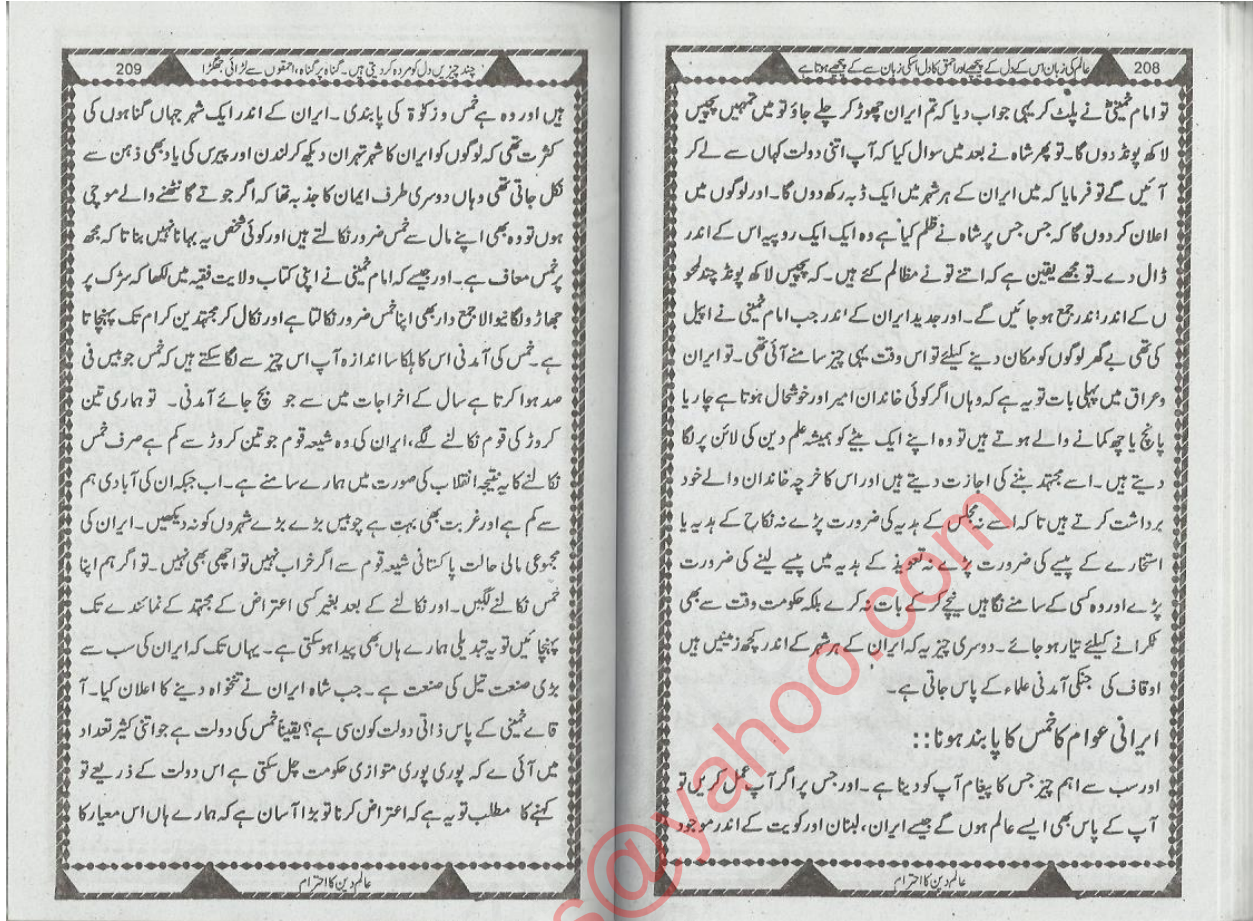 208
عالم کی زبان اس کے دل کے پیچھے اور احمق کا دل اسکی زبان سے کے پیچھے ہوتا ہے
تو امام خمینیؒ نے پلٹ کر یہی جواب دیا کہ تم ایران چھوڑ کر چلے جاؤ تو میں تمہیں پچیس
لاکھ پونڈ دوں گا۔ تو پھر شاہ نے بعد میں سوال کیا کہ آپ اتنی دولت کہاں سے لے کر
آئیں گے تو فرمایا کہ میں ایران کے ہر شہر میں ایک ڈبہ رکھ دوں گا۔ اور لوگوں میں
اعلان کر دوں گا کہ جس جس پر شاہ نے ظلم کیا ہے وہ ایک ایک روپیہ اس کے اندر
ڈال دے۔ تو مجھے یقین ہے کہ اتنے تو نے مظالم کئے ہیں۔ کہ پچیس لاکھ پونڈ چند لمحو
ں کے اندر اندر جمع ہو جائیں گے۔ اور جدید ایران کے اندر جب امام خمینی نے اپیل
کی تھی بے گھر لوگوں کو مکان دینے کیلئے تو اس وقت یہی چیز سامنے آئی تھی۔ تو ایران
و عراق میں پہلی بات تو یہ ہے کہ وہاں اگر کوئی خاندان امیر اور خوشحال ہوتا ہے چار یا
پانچ یا چھ کمانے والے ہوتے ہیں تو وہ اپنے ایک بیٹے کو ہمیشہ علم دین کی لائن پر لگا
دیتے ہیں۔ اسے مجتہد بننے کی اجازت دیتے ہیں اور اس کا خرچہ خاندان والے خود
برداشت کرتے ہیں تا کہ اسے نہ مجلس کے ہدیہ کی ضرورت پڑے نہ نکاح کے ہدیہ یا
استخارے کے پیسے کی ضرورت پڑے نہ تعویذ کے ہدیہ میں پیسے لینے کی ضرورت
پڑے اور وہ کسی کے سامنے نگاہیں نیچے کر کے بات نہ کرے بلکہ حکومت وقت سے بھی
ٹکرانے کیلئے تیار ہو جائے۔ دوسری چیز یہ کہ ایران کے ہر شہر کے اندر کچھ زمینیں ہیں
اوقاف کی جنکی آمدنی علماء کے پاس جاتی ہے۔
ایرانی عوام کا خمس کا پابند ہونا::
اور سب سے اہم چیز جس کا پیغام آپ کو دینا ہے۔ اور جس پر اگر آپ عمل کریں تو
آپ کے پاس بھی ایسے عالم ہوں گے جیسے ایران، لبنان اور کویت کے اندر موجود
عالم دین کا احترام
چند چیزیں دل کو مردہ کر دیتی ہیں۔ گناہ پر گناہ، احمقوں سے لڑائی جھگڑا
209
ہیں اور وہ ہے خمس و زکوٰۃ کی پابندی۔ ایران کے اندر ایک شہر جہاں گناہوں کی
کثرت تھی کہ لوگوں کو ایران کا شہر تہران دیکھ کر لندن اور پیرس کی یاد بھی ذہن سے
نکل جاتی تھی وہاں دوسری طرف ایمان کا جذبہ تھا کہ اگر جوتے گانٹھنے والے موچی
ہوں تو وہ بھی اپنے مال سے خمس ضرور نکالتے ہیں اور کوئی شخص یہ بہانا نہیں بناتا کہ مجھ
پر خمس معاف ہے۔ اور جیسے کہ امام خمینی نے اپنی کتاب ولایت فقیہ میں لکھا کہ سڑک پر
جھاڑو لگانیوالا جمع دار بھی اپنا خمس ضرور نکالتا ہے اور نکال کر مجتہدین کرام تک پہنچاتا
ہے۔ خمس کی آمدنی اس کا ہلکا سا اندازہ آپ اس چیز سے لگا سکتے ہیں کہ خمس جو بیس فی
صد ہوا کرتا ہے سال کے اخراجات میں سے جو بچ جائے آمدنی۔ تو ہماری تین
کروڑ کی قوم نکالنے لگے، ایران کی وہ شیعہ قوم جو تین کروڑ سے کم ہے صرف خمس
نکالنے کا یہ نتیجہ انقلاب کی صورت میں ہمارے سامنے ہے۔ اب جبکہ ان کی آبادی ہم
سے کم ہے اور غربت بھی بہت ہے چوبیس بڑے بڑے شہروں کو نہ دیکھیں۔ ایران کی
مجموعی مالی حالت پاکستانی شیعہ قوم سے اگر خراب نہیں تو اچھی بھی نہیں۔ تو اگر ہم اپنا
خمس نکالنے لگیں۔ اور نکالنے کے بعد بغیر کسی اعتراض کے مجتہد کے نمائندے تک
پہنچائیں تو یہ تبدیلی ہمارے ہاں بھی پیدا ہو سکتی ہے۔ یہاں تک کہ ایران کی سب سے
بڑی صنعت تیل کی صنعت ہے۔ جب شاہ ایران نے تنخواہ دینے کا اعلان کیا۔ آ
قاے خمینی کے پاس ذاتی دولت کون سی ہے؟ یقیناً خمس کی دولت ہے جو اتنی کثیر تعداد
میں آئی ے کہ پوری پوری متوازی حکومت چل سکتی ہے اس دولت کے ذریعے تو
کہنے کا مطلب تو یہ ہے کہ اعتراض کرنا تو بڑا آسان ہے کہ ہمارے ہاں اس معیار کا
عالم دین کا احترام
s@yahoo.com